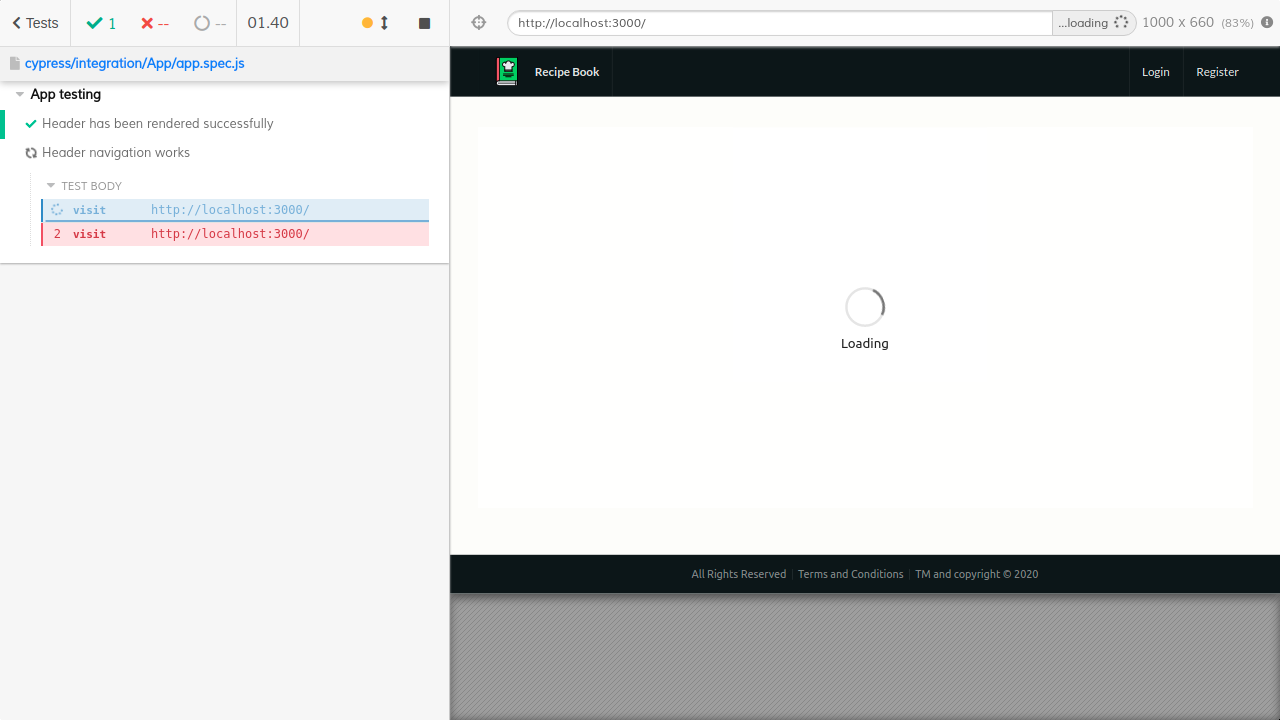 Tests 1 -- -- 01.40
cypress/integration/App/app.spec.js
App testing
Header has been rendered successfully
Header navigation works
TEST BODY
visit http://localhost:3000/
2 visit http://localhost:3000/
http://localhost:3000/ ...loading 1000 x 660 (83%)
Recipe Book Login Register
Loading
All Rights Reserved Terms and Conditions TM and copyright © 2020